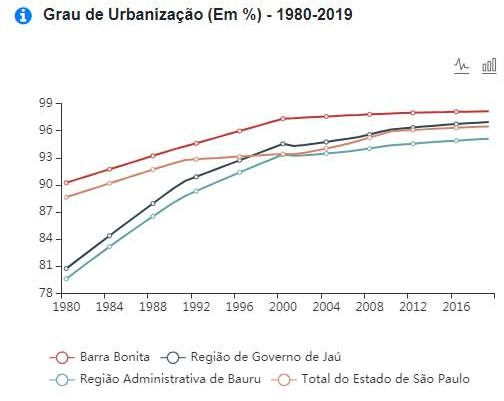 Grau de Urbanização (Em %) - 1980-2019
99
96
93
90
87
84
81
78
1980 1984 1988 1992 1996 2000 2004 2008 2012 2016
Barra Bonita Região de Governo de Jaú
Região Administrativa de Bauru Total do Estado de São Paulo